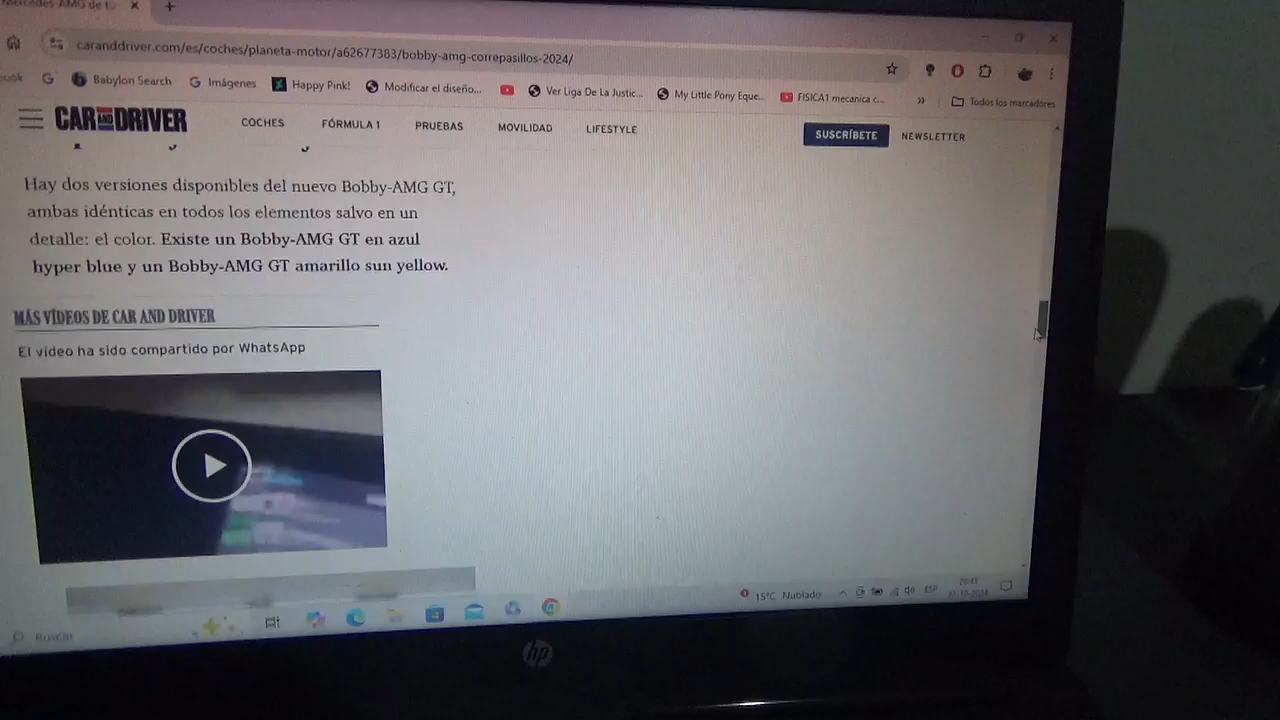 Mercedes AMG de
caranddriver.com/es/coches/planeta-motor/a62677383/bobby-amg-correpasillos-2024/
Babylon Search
Imágenes
Happy Pink!
Modificar el diseño...
Ver Liga De La Justic...
My Little Pony Eque...
FISICA1 mecanica c...
»
Todos los marcadores
CAR AND DRIVER
COCHES
FÓRMULA 1
PRUEBAS
MOVILIDAD
LIFESTYLE
SUSCRÍBETE
NEWSLETTER
Hay dos versiones disponibles del nuevo Bobby-AMG GT,
ambas idénticas en todos los elementos salvo en un
detalle: el color. Existe un Bobby-AMG GT en azul
hyper blue y un Bobby-AMG GT amarillo sun yellow.
MÁS VÍDEOS DE CAR AND DRIVER
El vídeo ha sido compartido por WhatsApp
Buscar
15°C Nublado
ESP
hp